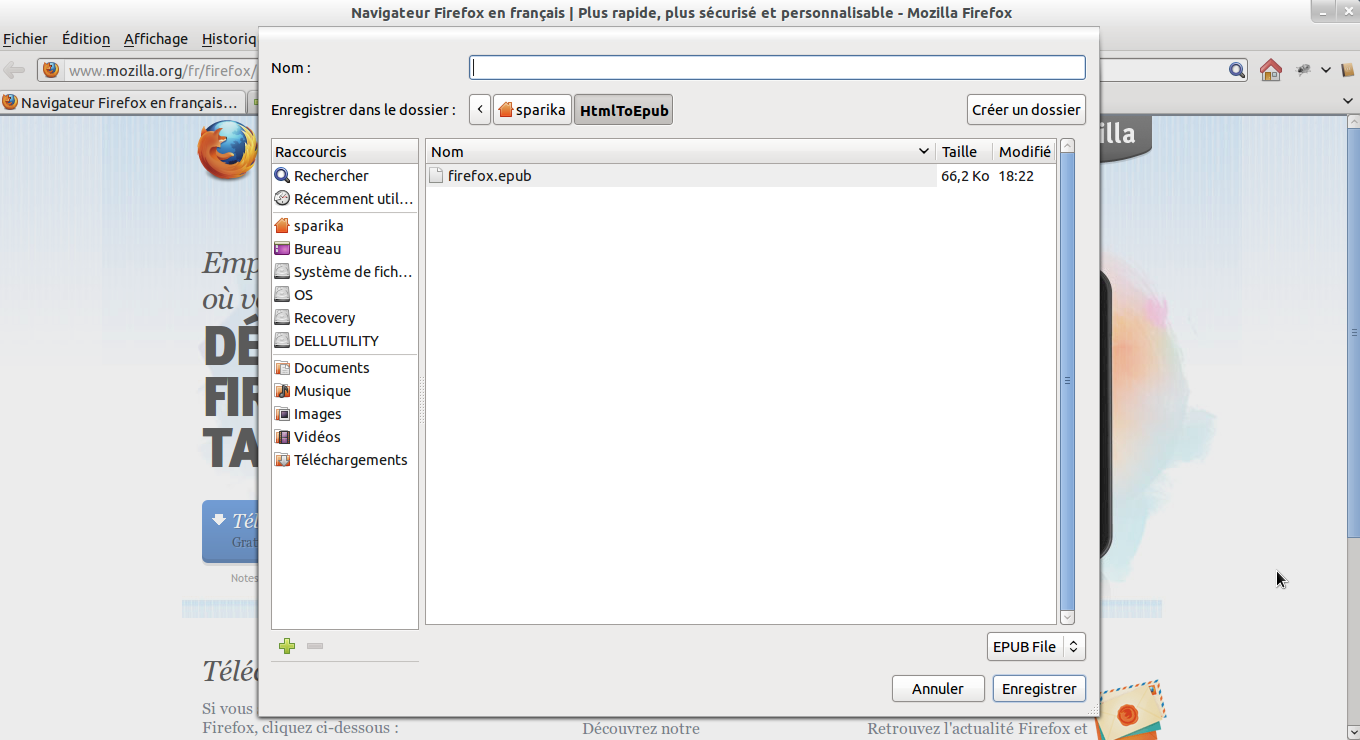 Navigateur Firefox en français | Plus rapide, plus sécurisé et personnalisable - Mozilla Firefox
Fichier Édition Affichage Historiq
www.mozilla.org/fr/firefox/
Navigateur Firefox en français...
Nom :
Enregistrer dans le dossier : < sparika HtmlToEpub Créer un dossier
Raccourcis
Rechercher
Récemment util...
sparika
Bureau
Système de fich...
OS
Recovery
DELLUTILITY
Documents
Musique
Images
Vidéos
Téléchargements
Nom Taille Modifié
firefox.epub 66,2 Ko 18:22
EPUB File
Annuler Enregistrer
illa
Emp
où v
DÉ
FIR
TA
Tél
Grat
Notes
Téléc
Si vous
Firefox, cliquez ci-dessous :
Découvrez notre
Retrouvez l'actualité Firefox et